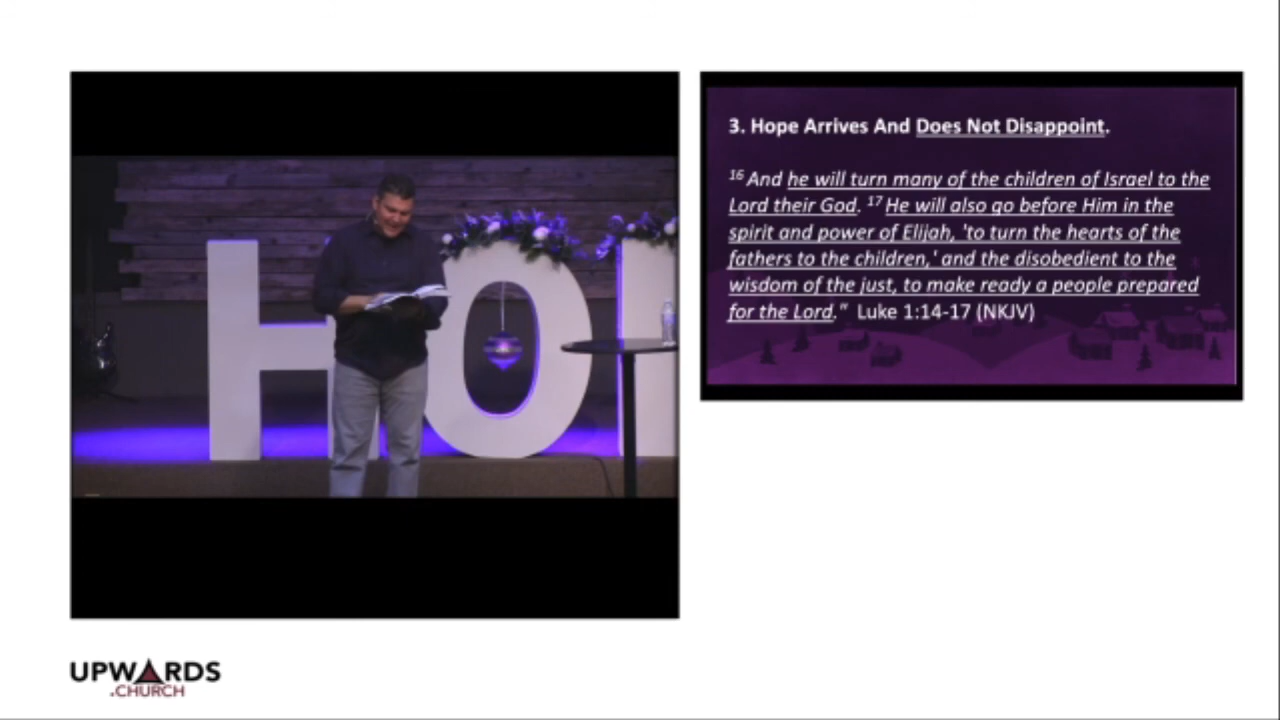 HO
3. Hope Arrives And Does Not Disappoint.
16 And he will turn many of the children of Israel to the
Lord their God. 17 He will also go before Him in the
spirit and power of Elijah, 'to turn the hearts of the
fathers to the children,' and the disobedient to the
wisdom of the just, to make ready a people prepared
for the Lord." Luke 1:14-17 (NKJV)
UPWARDS
.CHURCH